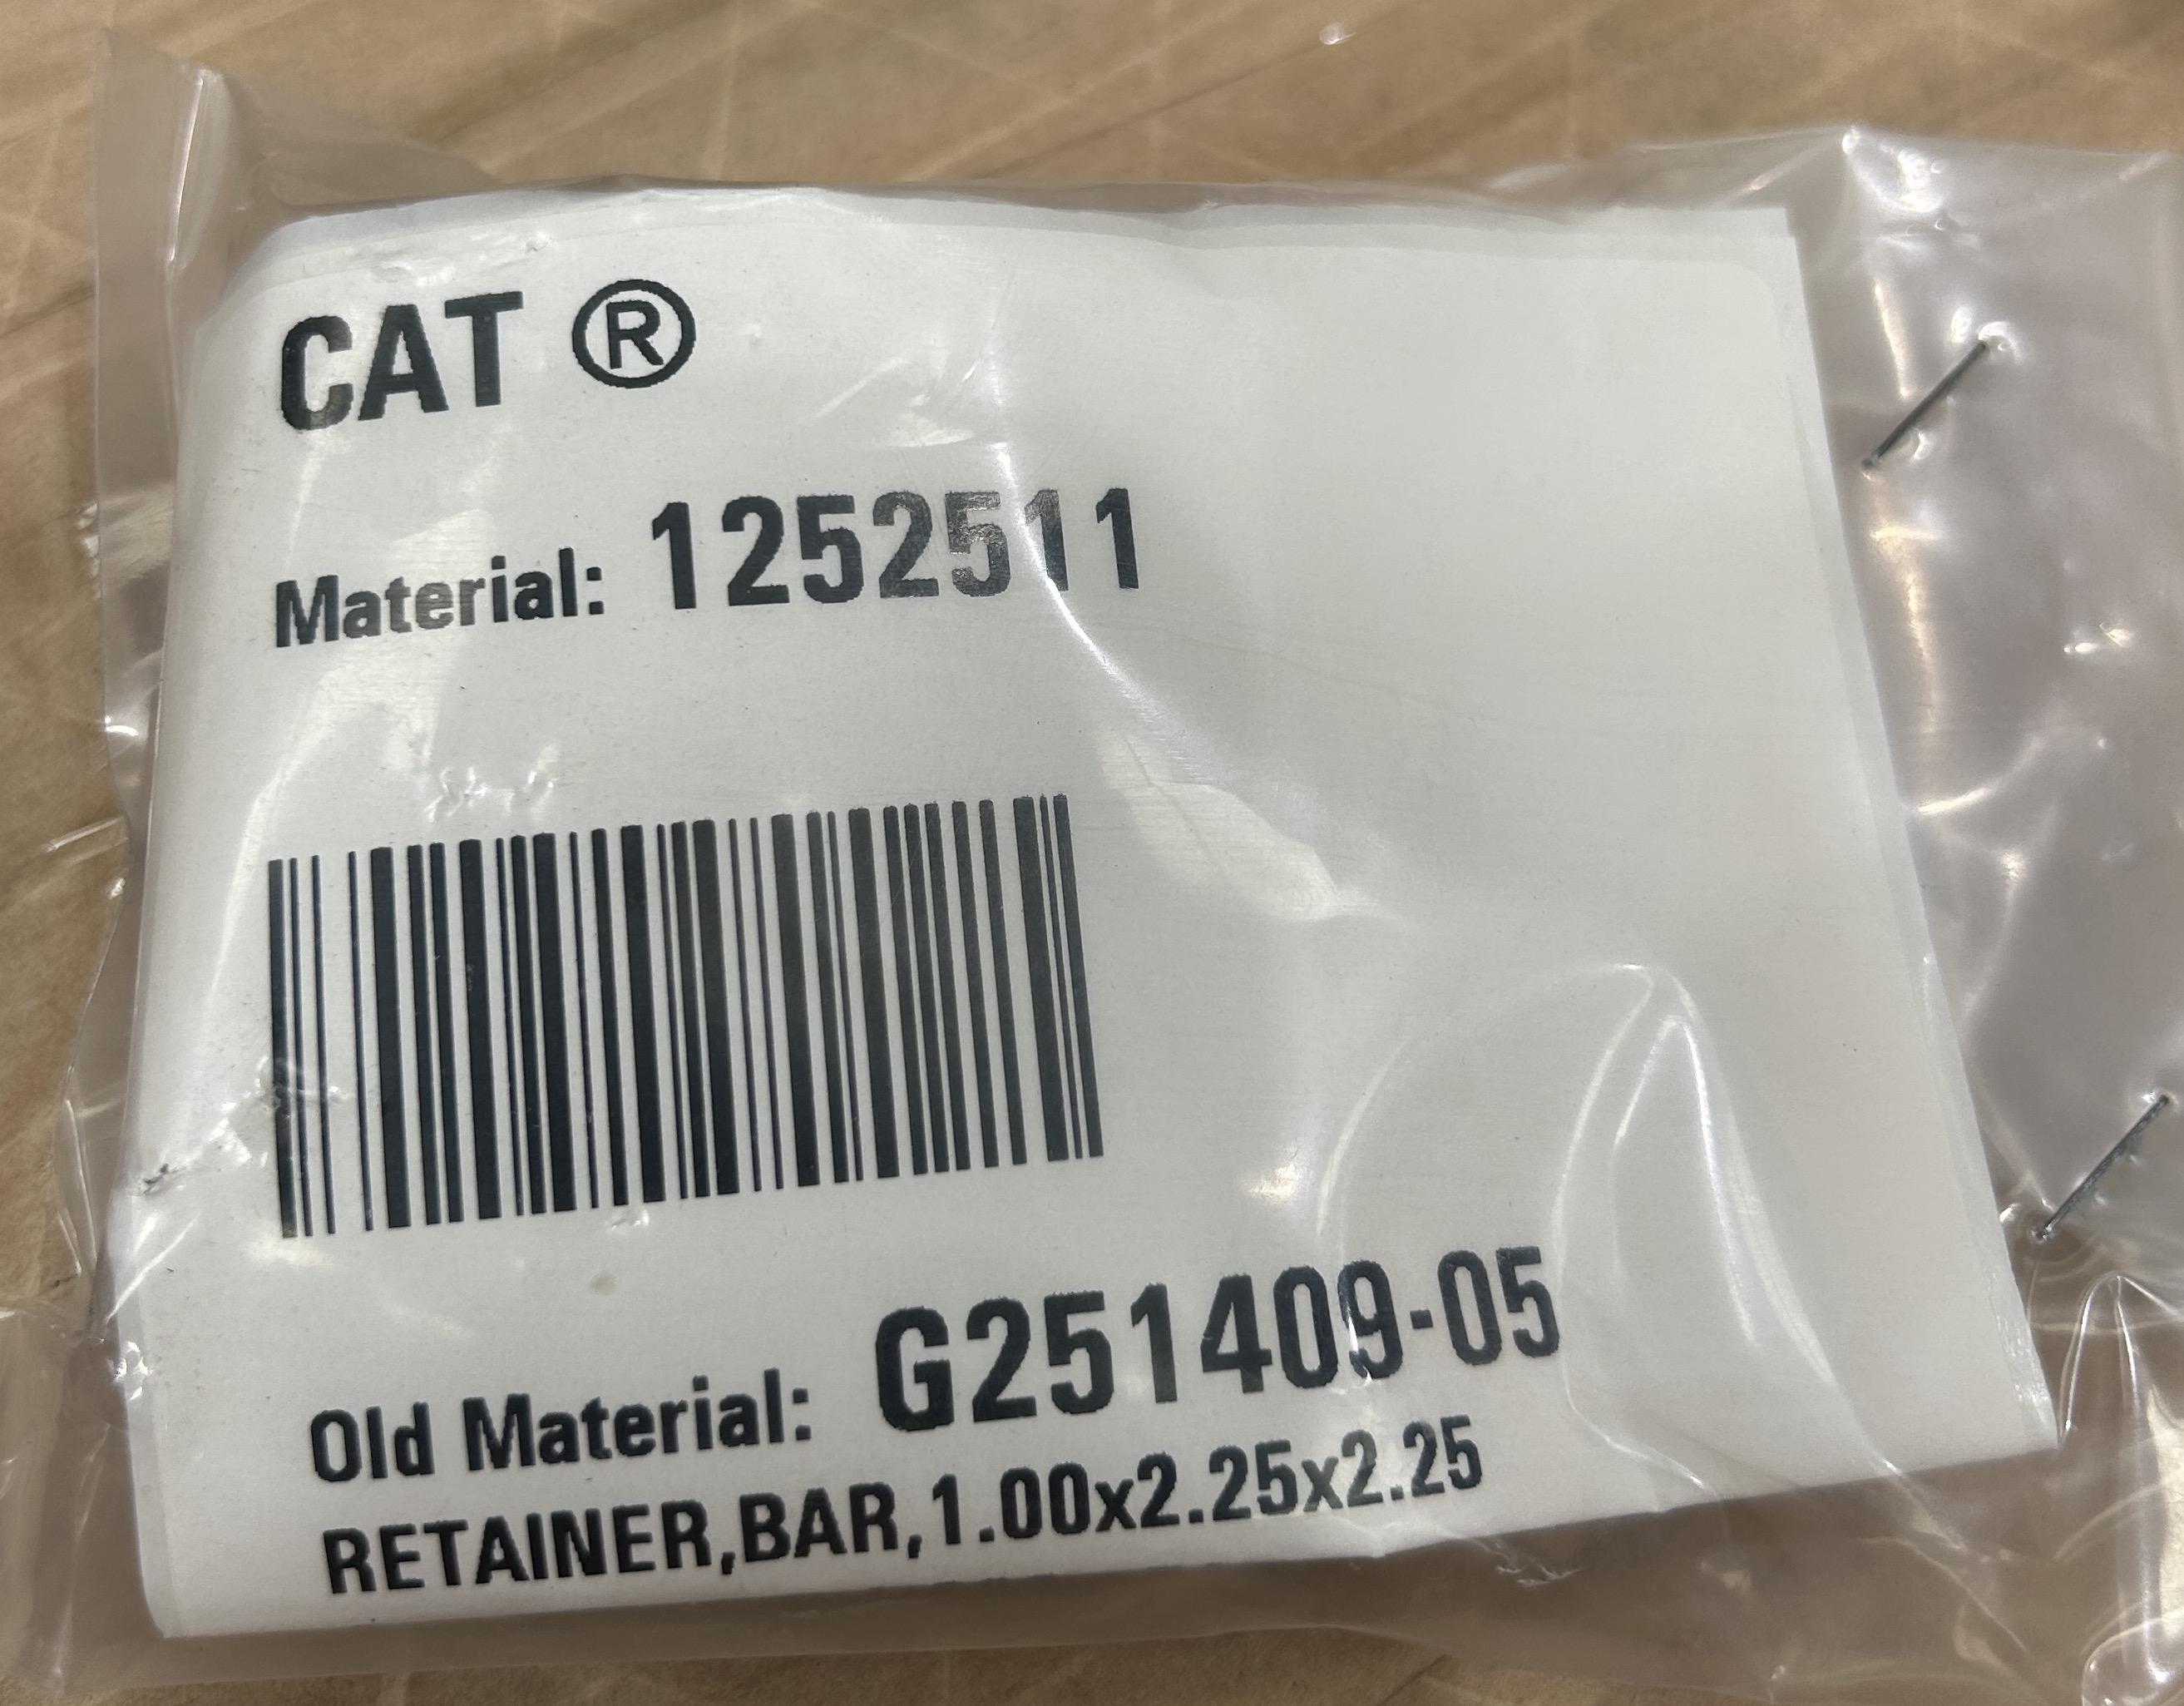 CAT ®
Material: 1252511
Old Material: G251409-05
RETAINER,BAR,1.00x2.25x2.25